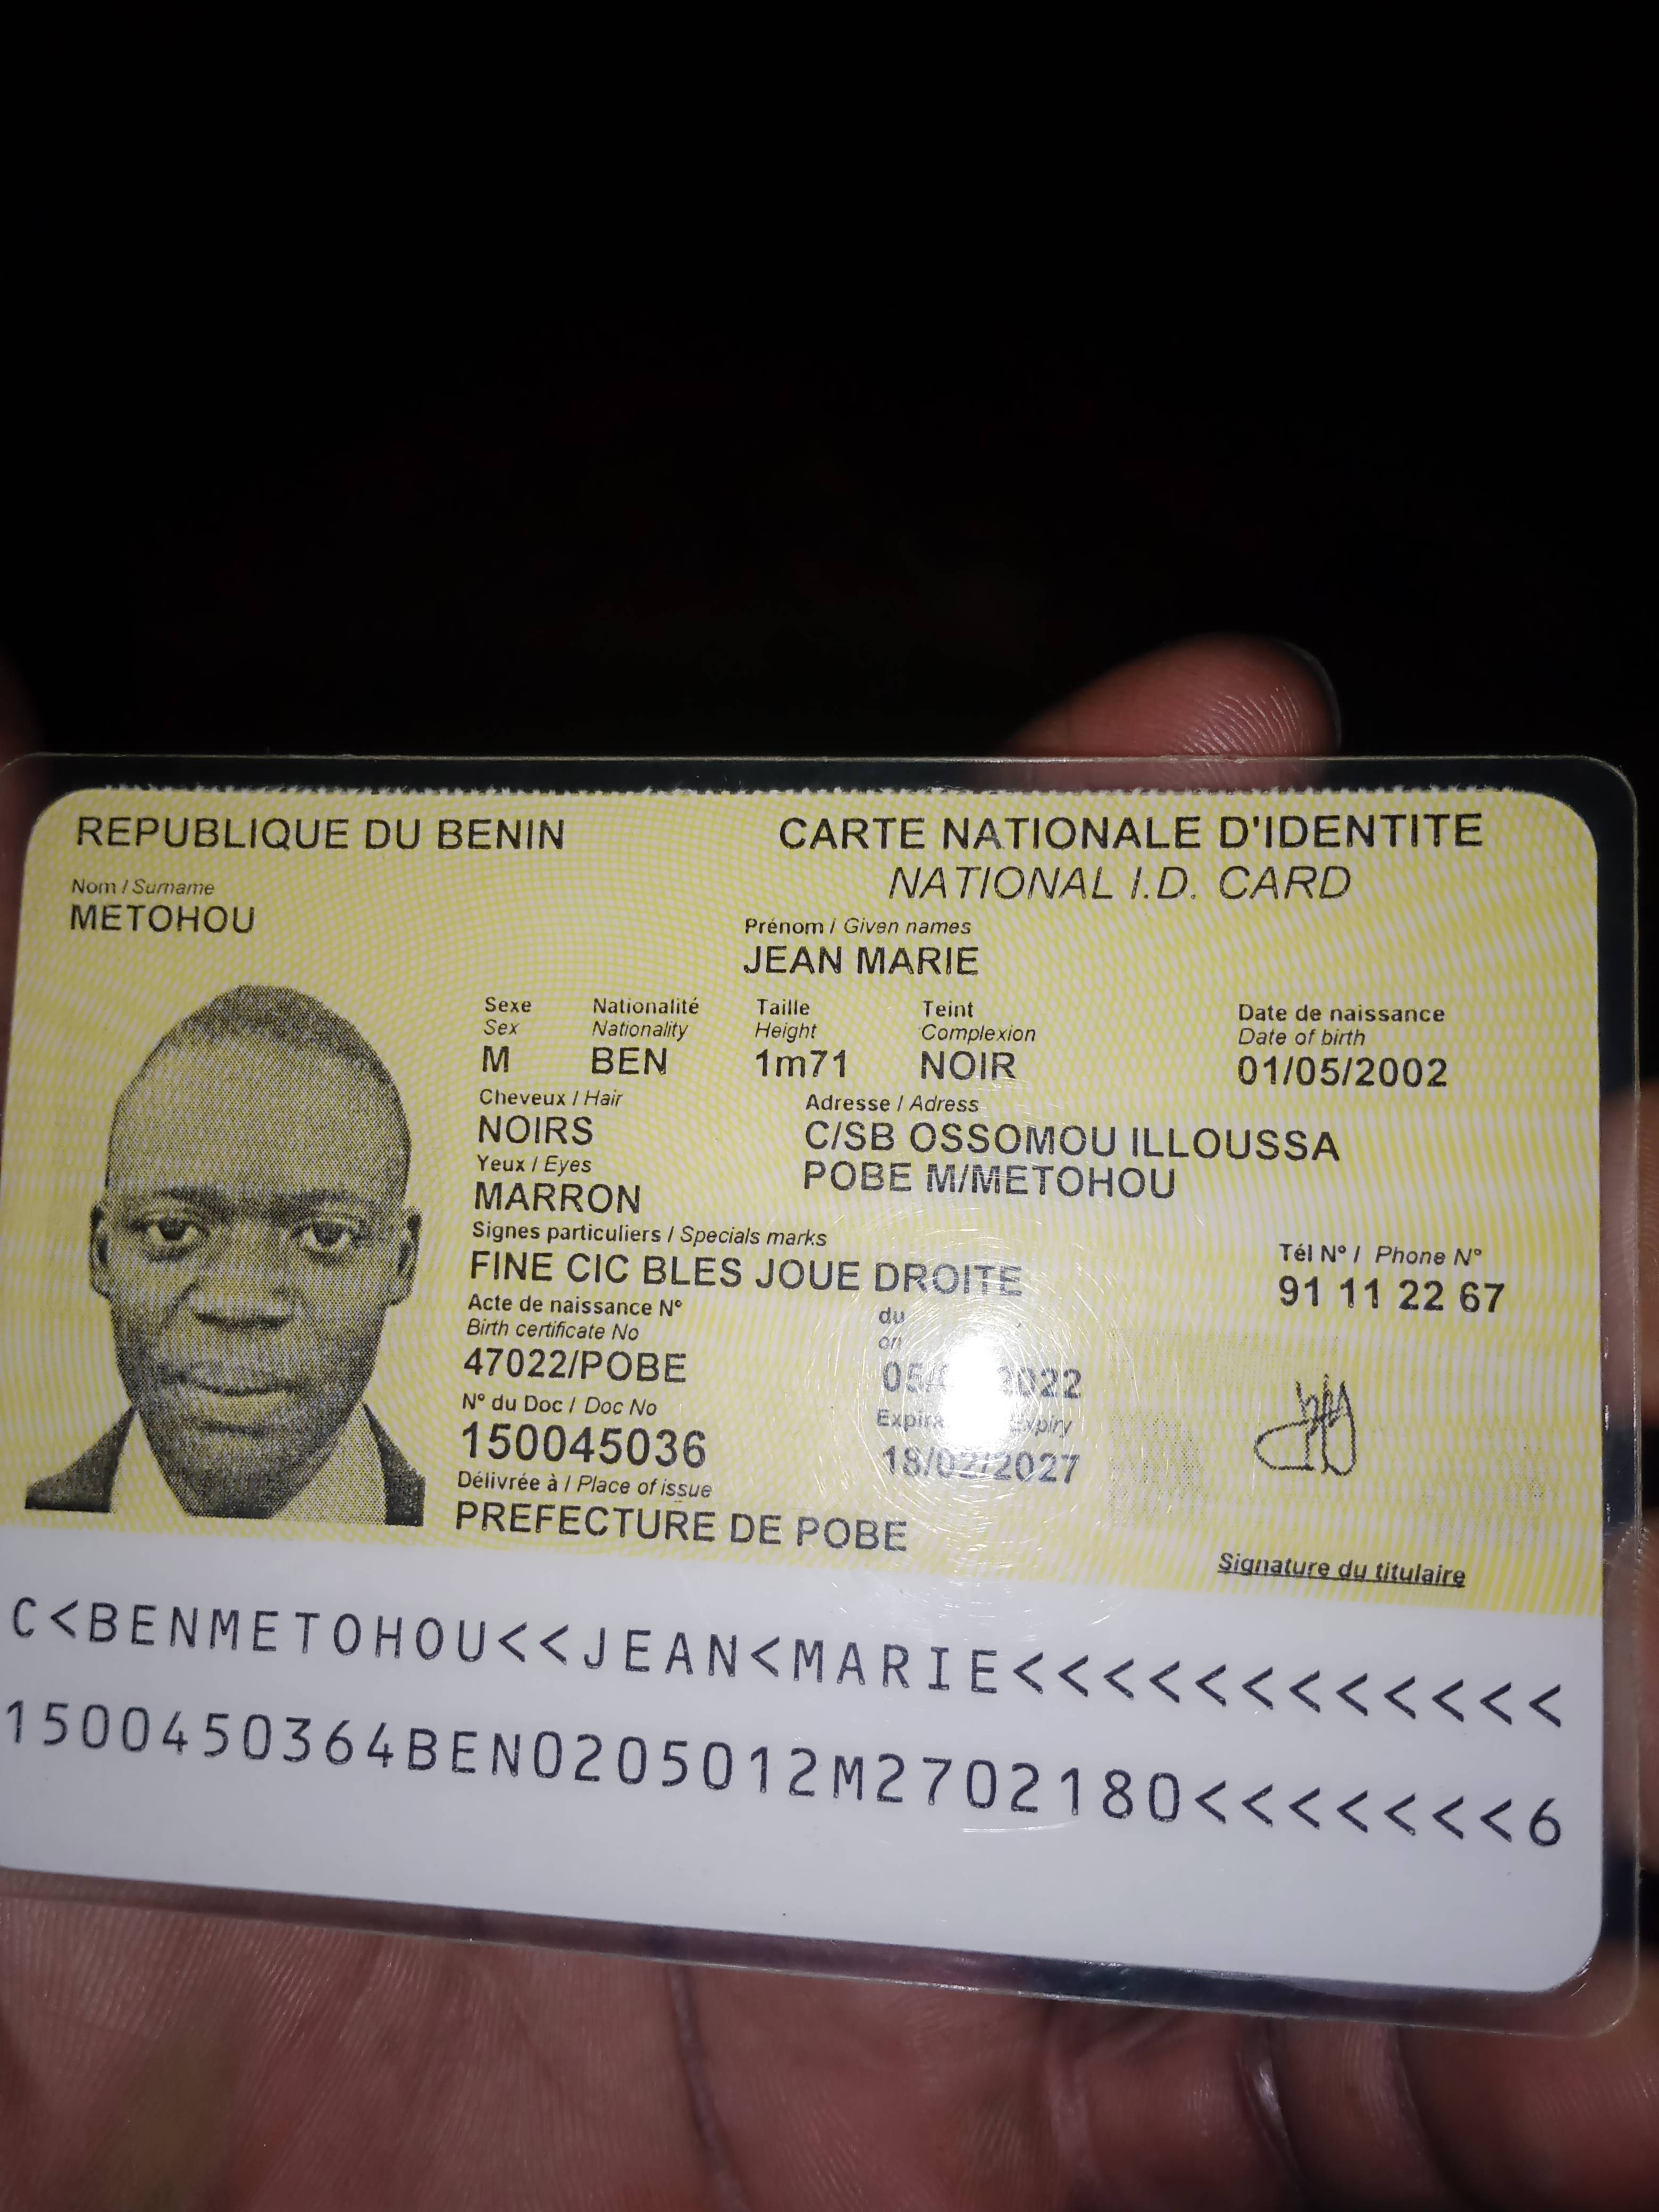 REPUBLIQUE DU BENIN
CARTE NATIONALE D'IDENTITE
NATIONAL I.D. CARD
Nom / Surname
METOHOU
Prénom / Given names
JEAN MARIE
Sexe Nationalité Taille Teint Date de naissance
Sex Nationality Height Complexion Date of birth
M BEN 1m71 NOIR 01/05/2002
Cheveux / Hair Adresse / Adress
NOIRS C/SB OSSOMOU ILLOUSSA
Yeux / Eyes POBE M/METOHOU
MARRON
Signes particuliers / Specials marks Tél N° / Phone N°
FINE CIC BLES JOUE DROITE 91 11 22 67
Acte de naissance N° du
Birth certificate No on
47022/POBE 2022
N° du Doc / Doc No
150045036 18/02/2027
Délivrée à / Place of issue
PREFECTURE DE POBE
Signature du titulaire
C<BENMETOHOU<<JEAN<MARIE<<<<<<<<<<<<
1500450364BEN0205012M2702180<<<<<<<6